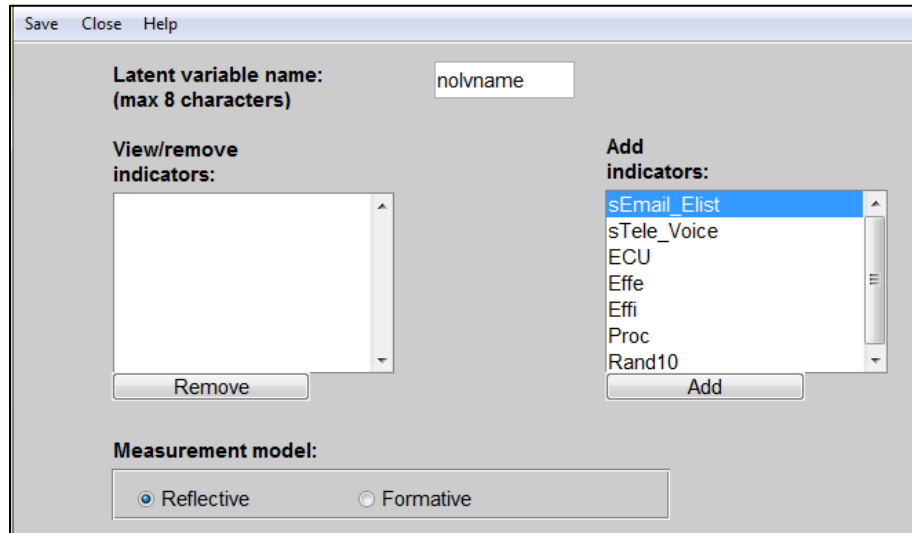 Save Close Help
Latent variable name:
(max 8 characters)
nolvname
View/remove
indicators:
Remove
Add
indicators:
sEmail_Elist
sTele_Voice
ECU
Effe
Effi
Proc
Rand10
Add
Measurement model:
Reflective Formative